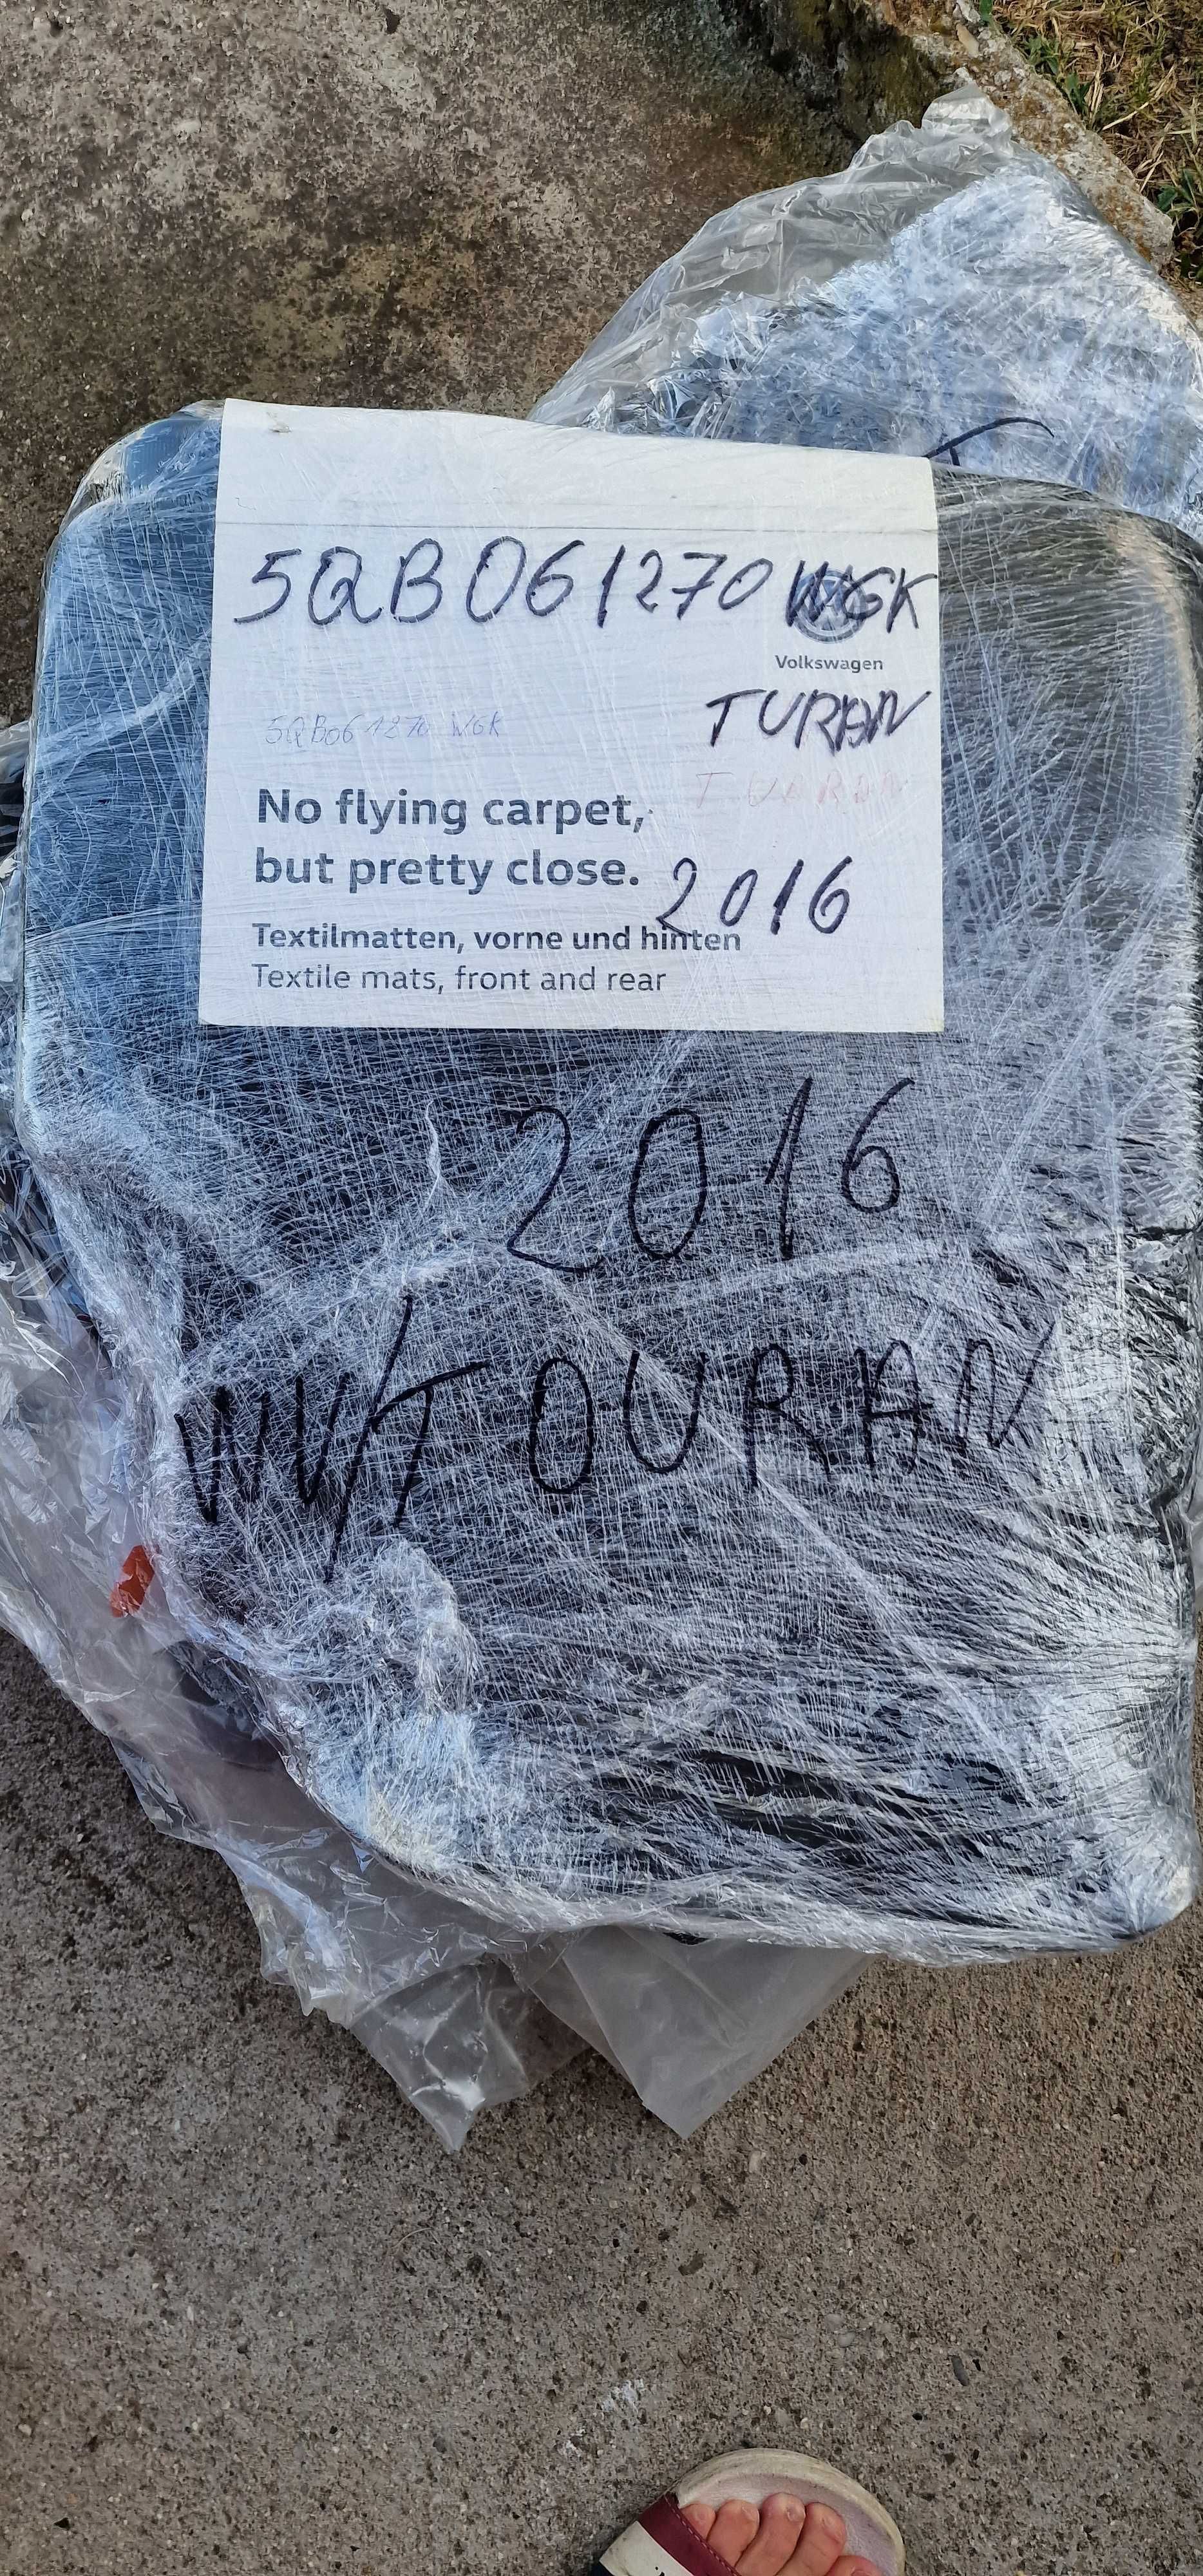 5QB061270 WGK
Volkswagen
TURAN
5QB061270 WGK
TURAN
No flying carpet,
but pretty close.
2016
Textilmatten, vorne und hinten
Textile mats, front and rear
2016
VW TOURAN